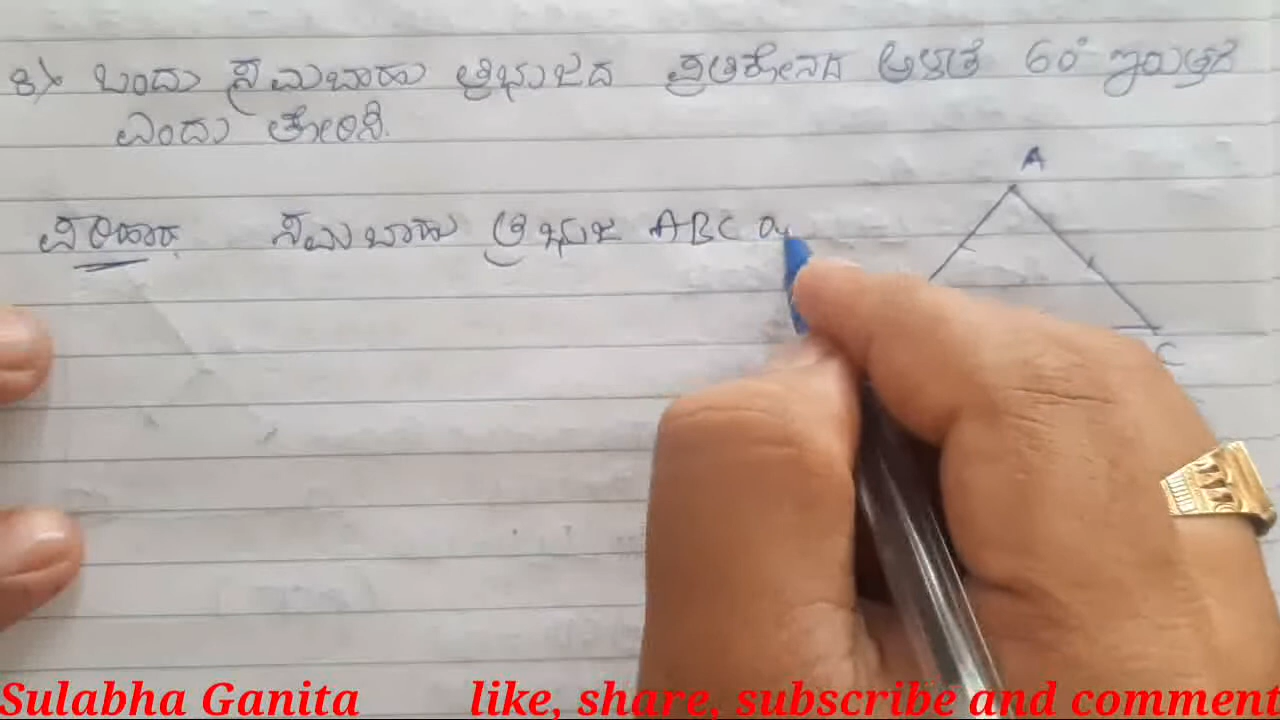 8) ಒಂದು ಸಮಬಾಹು ತ್ರಿಭುಜದ ಪ್ರತಿಕೋನದ ಅಳತೆ 60° ಇರುತ್ತದೆ
ಎಂದು ತೋರಿಸಿ.
A
ಪರಿಹಾರ ಸಮಬಾಹು ತ್ರಿಭುಜ ABC
C
Sulabha Ganita like, share, subscribe and comment